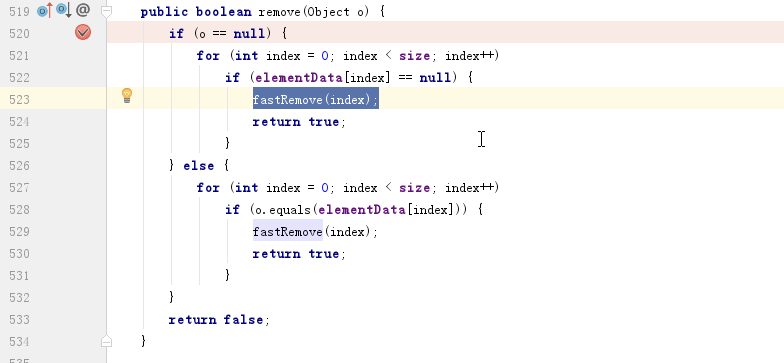 519 @ public boolean remove(Object o) {
520 if (o == null) {
521 for (int index = 0; index < size; index++)
522 if (elementData[index] == null) {
523 fastRemove(index);
524 return true;
525 }
526 } else {
527 for (int index = 0; index < size; index++)
528 if (o.equals(elementData[index])) {
529 fastRemove(index);
530 return true;
531 }
532 }
533 return false;
534 }